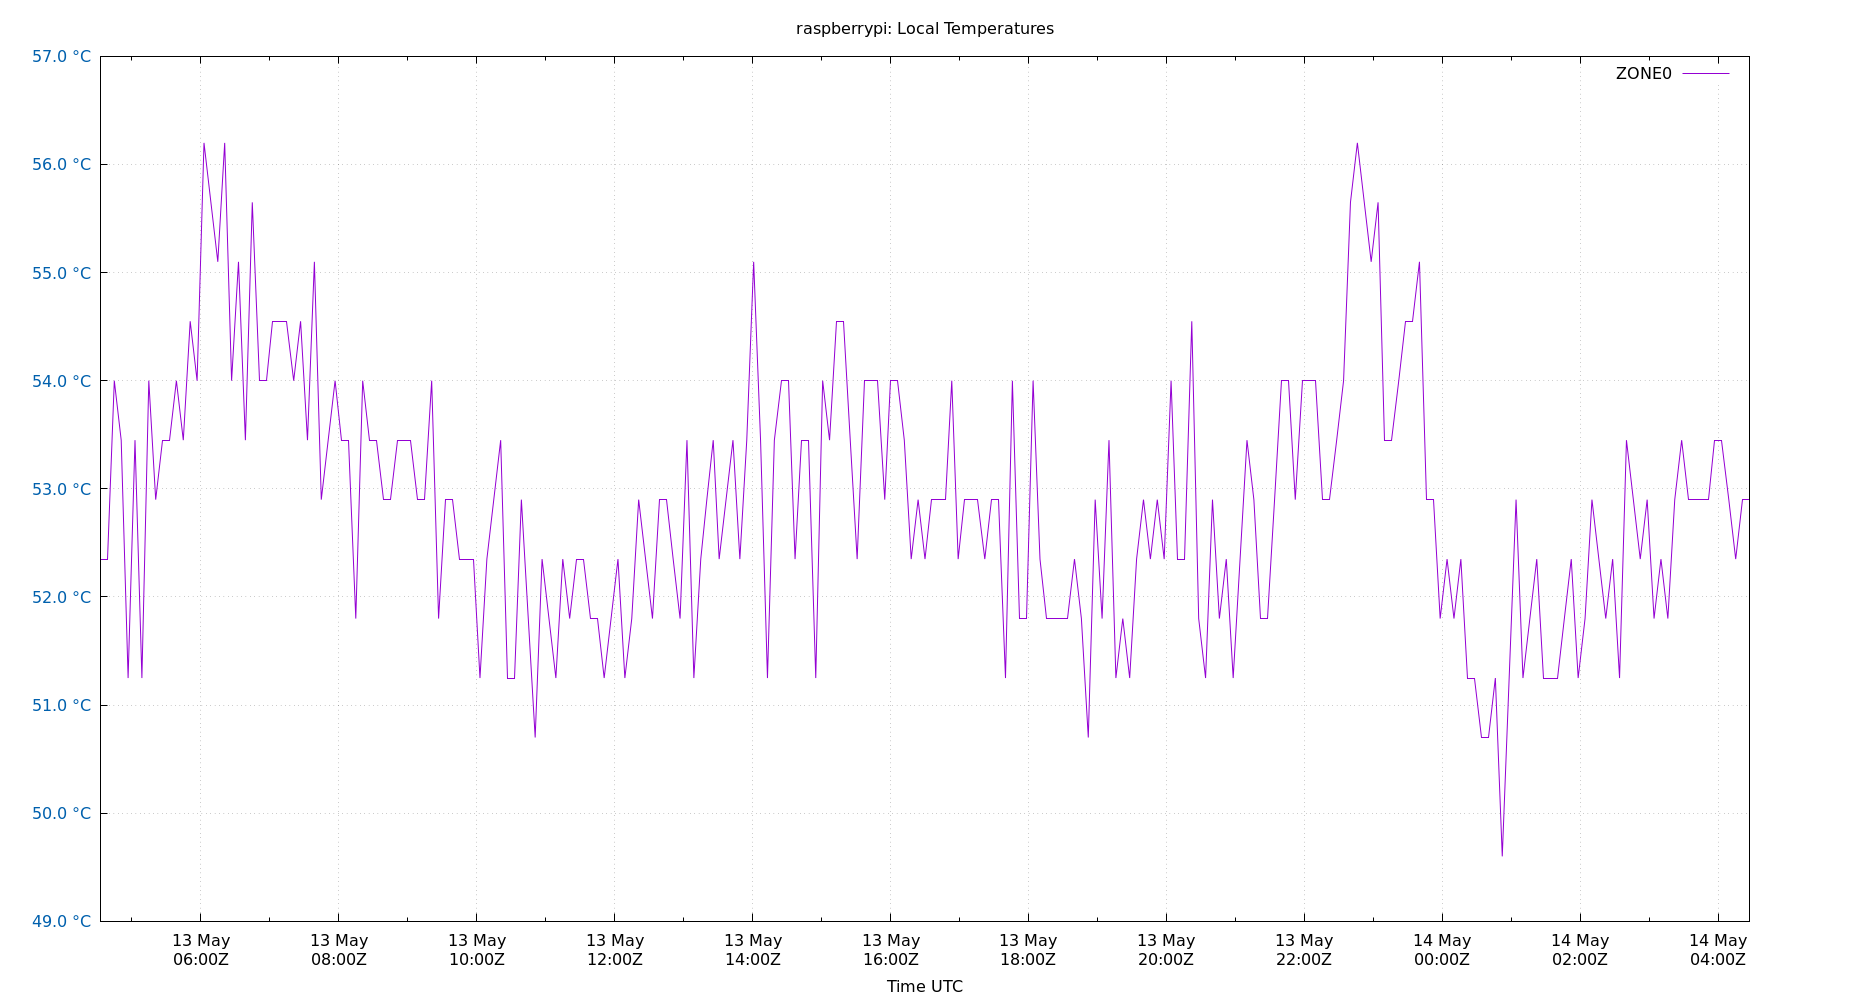 raspberrypi: Local Temperatures
57.0 °C
ZONE0
56.0 °C
55.0 °C
54.0 °C
53.0 °C
52.0 °C
51.0 °C
50.0 °C
49.0 °C
13 May 13 May 13 May 13 May 13 May 13 May 13 May 13 May 13 May 14 May 14 May 14 May
06:00Z 08:00Z 10:00Z 12:00Z 14:00Z 16:00Z 18:00Z 20:00Z 22:00Z 00:00Z 02:00Z 04:00Z
Time UTC